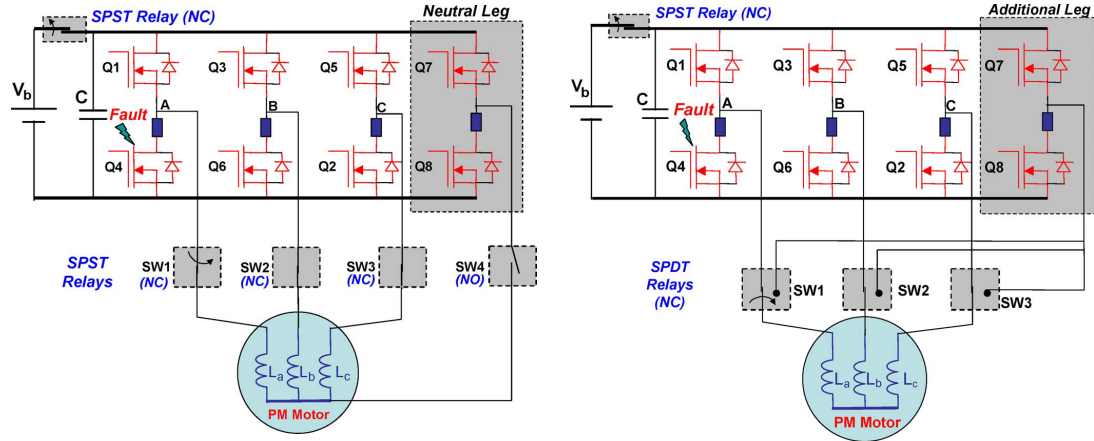 SPST Relay (NC)
Neutral Leg
Q1
Q3
Q5
Q7
Vb
C
Fault
A
B
C
Q4
Q6
Q2
Q8
SPST
Relays
SW1
(NC)
SW2
(NC)
SW3
(NC)
SW4
(NO)
La
Lb
Lc
PM Motor
SPST Relay (NC)
Additional Leg
Q1
Q3
Q5
Q7
Vb
C
Fault
A
B
C
Q4
Q6
Q2
Q8
SPDT
Relays
(NC)
SW1
SW2
SW3
La
Lb
Lc
PM Motor